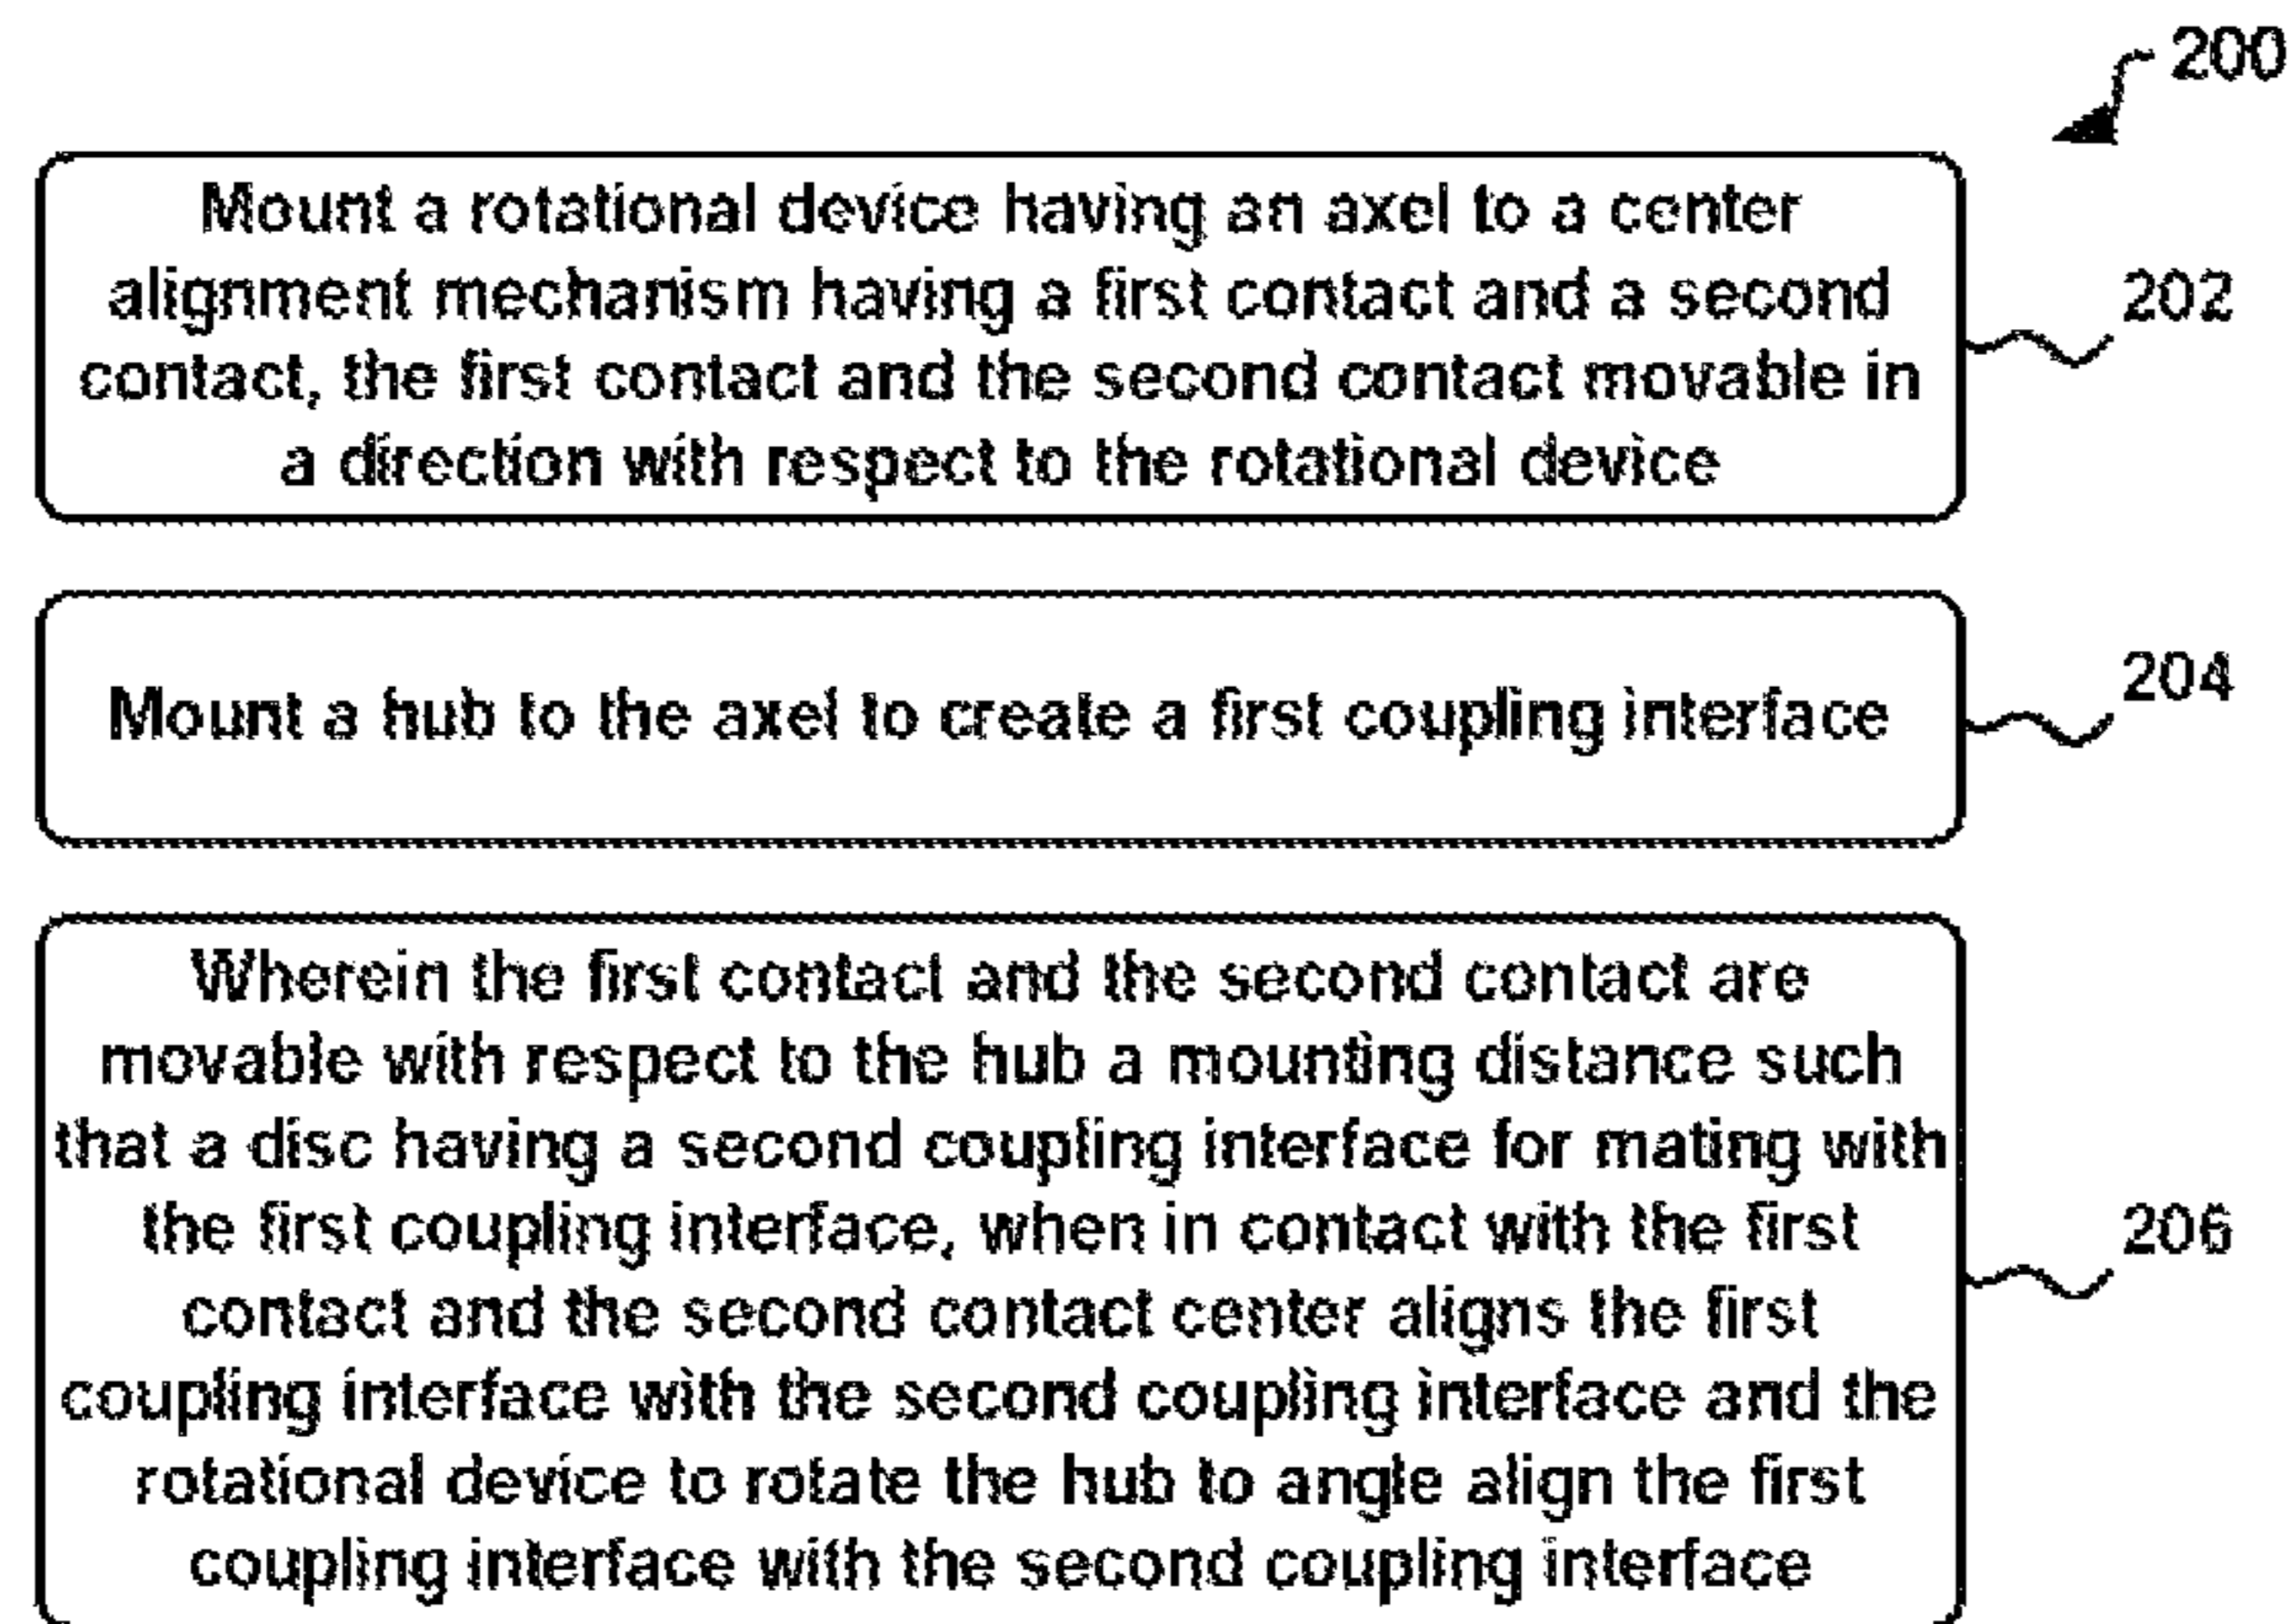 200
Mount a rotational device having an axel to a center
alignment mechanism having a first contact and a second
contact, the first contact and the second contact movable in
a direction with respect to the rotational device
202
Mount a hub to the axel to create a first coupling interface
204
Wherein the first contact and the second contact are
movable with respect to the hub a mounting distance such
that a disc having a second coupling interface for mating with
the first coupling interface, when in contact with the first
contact and the second contact center aligns the first
coupling interface with the second coupling interface and the
rotational device to rotate the hub to angle align the first
coupling interface with the second coupling interface
206